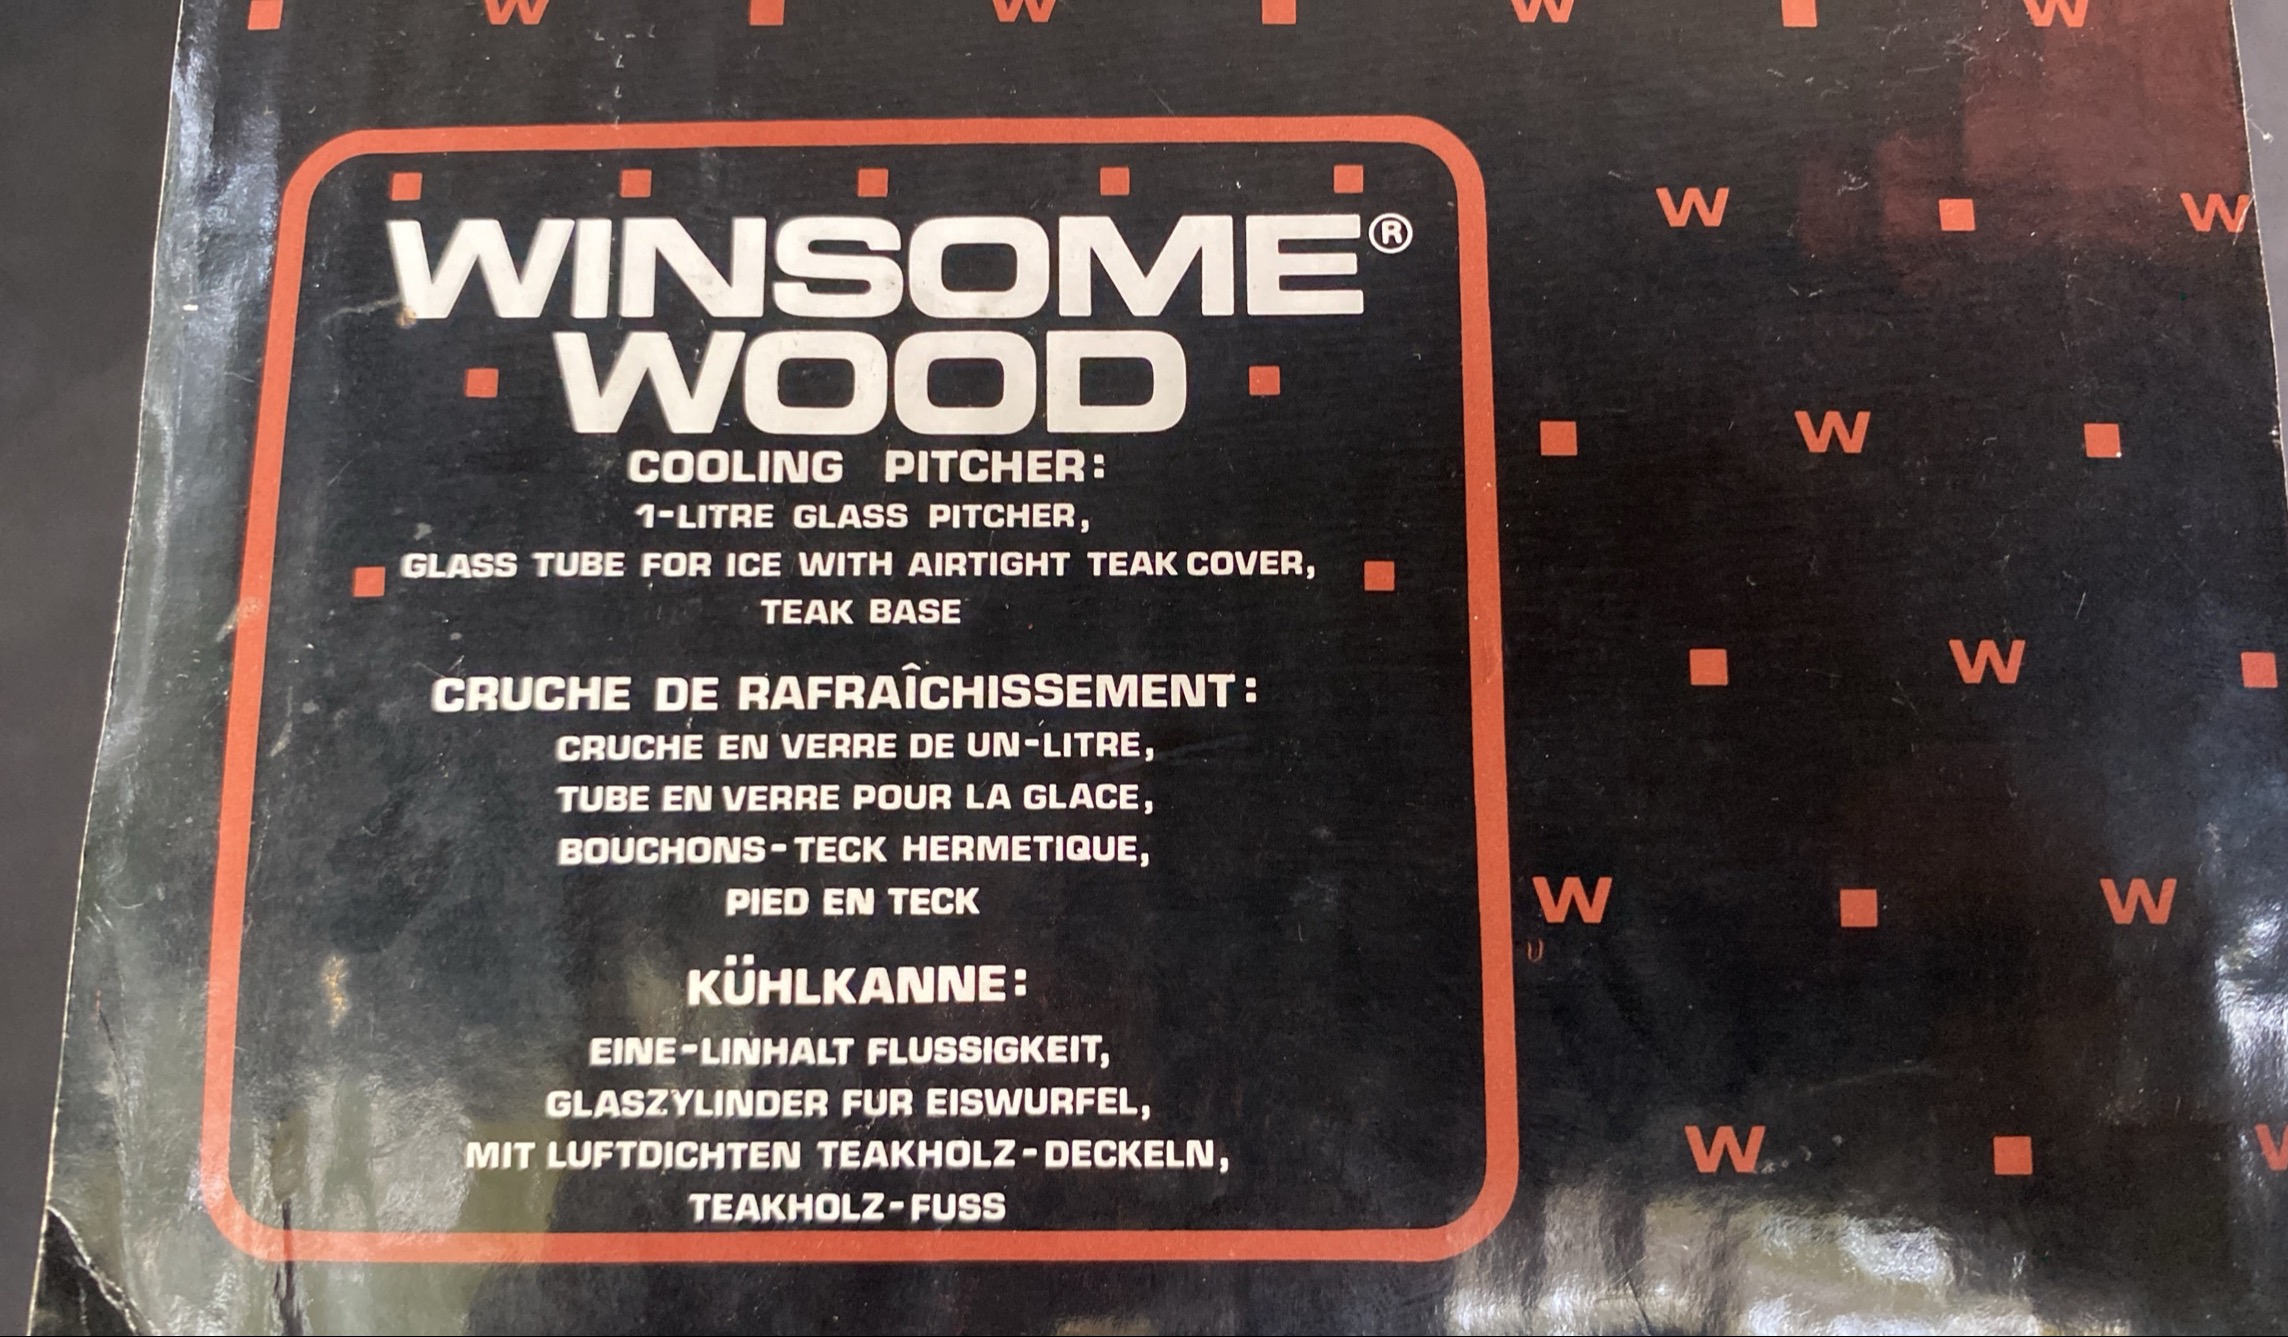 W W W W W
WINSOME®
WOOD
COOLING PITCHER:
1-LITRE GLASS PITCHER,
GLASS TUBE FOR ICE WITH AIRTIGHT TEAK COVER,
TEAK BASE
CRUCHE DE RAFRAÎCHISSEMENT:
CRUCHE EN VERRE DE UN-LITRE,
TUBE EN VERRE POUR LA GLACE,
BOUCHONS-TECK HERMETIQUE,
PIED EN TECK
KÜHLKANNE:
EINE-LINHALT FLUSSIGKEIT,
GLASZYLINDER FUR EISWURFEL,
MIT LUFTDICHTEN TEAKHOLZ-DECKELN,
TEAKHOLZ-FUSS
W W
W
W
W W
W W